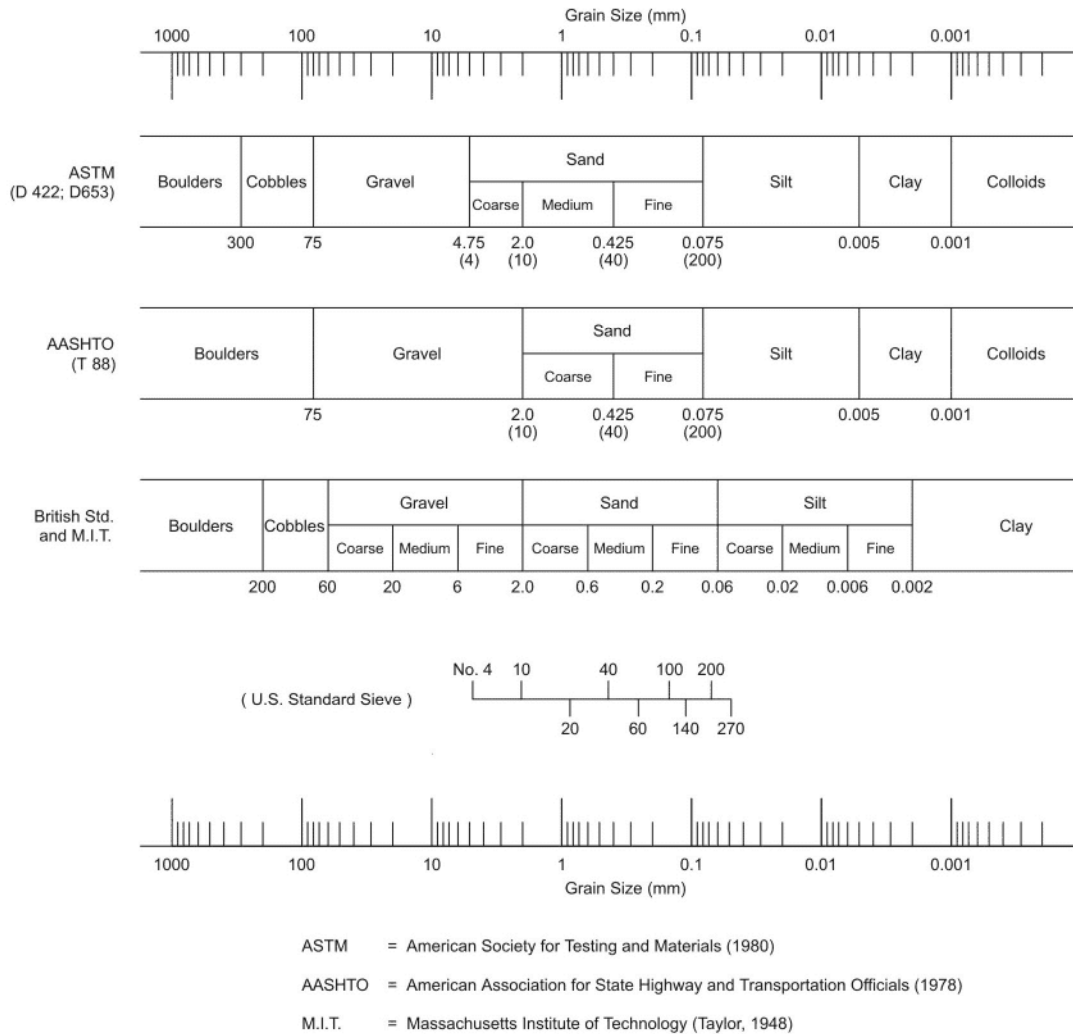 Grain Size (mm)
1000 100 10 1 0.1 0.01 0.001
ASTM
(D 422; D653)
Boulders Cobbles Gravel Sand Silt Clay Colloids
Coarse Medium Fine
300 75 4.75 2.0 0.425 0.075 0.005 0.001
(4) (10) (40) (200)
AASHTO
(T 88)
Boulders Gravel Sand Silt Clay Colloids
Coarse Fine
75 2.0 0.425 0.075 0.005 0.001
(10) (40) (200)
British Std.
and M.I.T.
Boulders Cobbles Gravel Sand Silt Clay
Coarse Medium Fine Coarse Medium Fine Coarse Medium Fine
200 60 20 6 2.0 0.6 0.2 0.06 0.02 0.006 0.002
No. 4 10 40 100 200
( U.S. Standard Sieve )
20 60 140 270
1000 100 10 1 0.1 0.01 0.001
Grain Size (mm)
ASTM = American Society for Testing and Materials (1980)
AASHTO = American Association for State Highway and Transportation Officials (1978)
M.I.T. = Massachusetts Institute of Technology (Taylor, 1948)